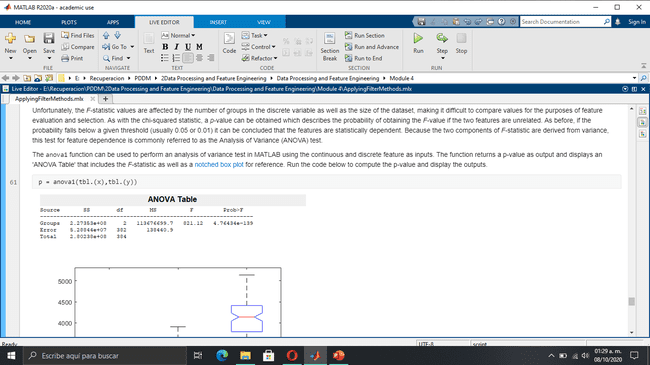 MATLAB R2020a - academic use
HOME PLOTS APPS LIVE EDITOR INSERT VIEW
Search Documentation Sign In
New Open Save Find Files Compare Print Go To Find Text Normal B I U M Code Task Control Refactor Section Break Run Section Run and Advance Run to End Run Step Stop
FILE NAVIGATE TEXT CODE SECTION RUN
E: Recuperacion PDDM 2Data Processing and Feature Engineering Data Processing and Feature Engineering Module 4
Live Editor - E:\Recuperacion\PDDM\2Data Processing and Feature Engineering\Data Processing and Feature Engineering\Module 4\ApplyingFilterMethods.mlx
ApplyingFilterMethods.mlx
Unfortunately, the F-statistic values are affected by the number of groups in the discrete variable as well as the size of the dataset, making it difficult to compare values for the purposes of feature
evaluation and selection. As with the chi-squared statistic, a p-value can be obtained which describes the probability of obtaining the F-value if the two features are unrelated. As before, if the
probability falls below a given threshold (usually 0.05 or 0.01) it can be concluded that the features are statistically dependent. Because the two components of F-statistic are derived from variance,
this test for feature dependence is commonly referred to as the Analysis of Variance (ANOVA) test.
The anova1 function can be used to perform an analysis of variance test in MATLAB using the continuous and discrete feature as inputs. The function returns a p-value as output and displays an
'ANOVA Table' that includes the F-statistic as well as a notched box plot for reference. Run the code below to compute the p-value and display the outputs.
61 p = anova1(tbl.(x),tbl.(y))
ANOVA Table
Source SS df MS F Prob>F
Groups 2.27353e+08 2 113676699.7 821.12 4.76434e-139
Error 5.28844e+07 382 138440.9
Total 2.80238e+08 384
5000
4500
4000
Ready UTF-8 script
Escribe aquí para buscar
01:29 a. m.
08/10/2020